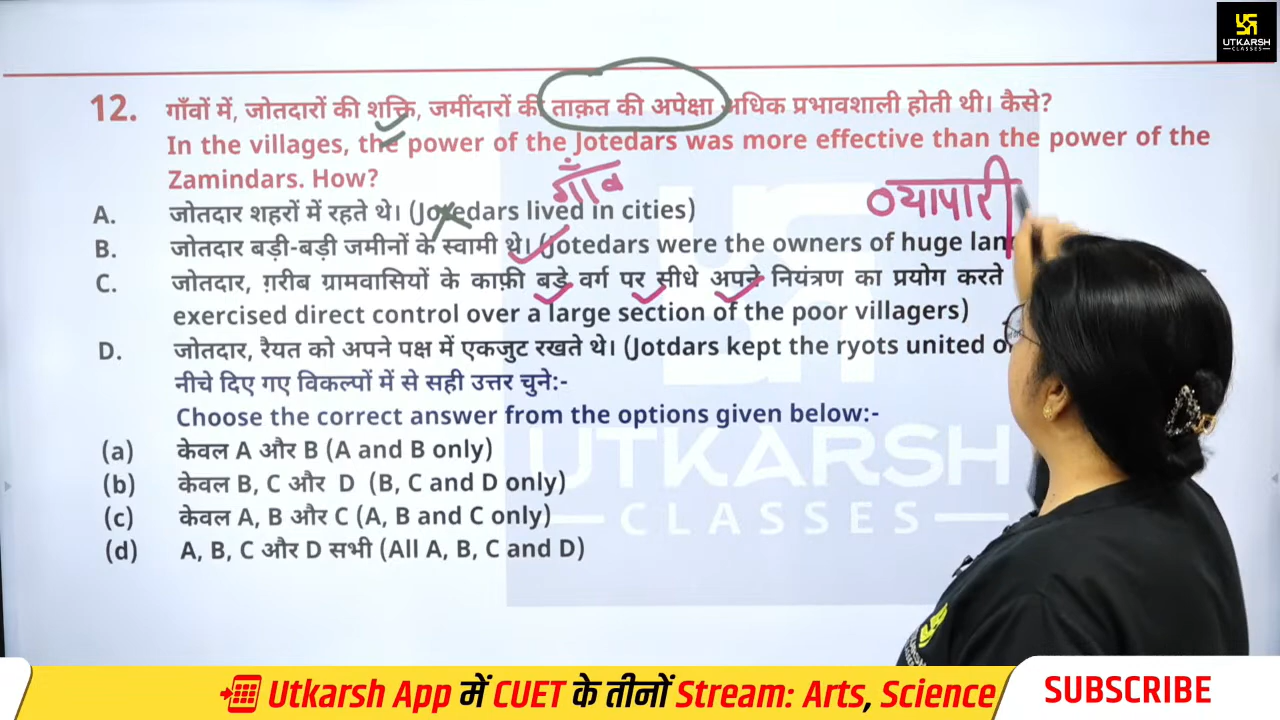 UTKARSH
CLASSES
12. गाँवों में, जोतदारों की शक्ति, जमींदारों की ताक़त की अपेक्षा अधिक प्रभावशाली होती थी। कैसे?
In the villages, the power of the Jotedars was more effective than the power of the
Zamindars. How?
गाँव
व्यापारी
A. जोतदार शहरों में रहते थे। (Jotedars lived in cities)
B. जोतदार बड़ी-बड़ी जमीनों के स्वामी थे। (Jotedars were the owners of huge
C. जोतदार, ग़रीब ग्रामवासियों के काफ़ी बड़े वर्ग पर सीधे अपने नियंत्रण का प्रयोग करते
exercised direct control over a large section of the poor villagers)
D. जोतदार, रैयत को अपने पक्ष में एकजुट रखते थे। (Jotdars kept the ryots united
नीचे दिए गए विकल्पों में से सही उत्तर चुने:-
Choose the correct answer from the options given below:-
(a) केवल A और B (A and B only)
(b) केवल B, C और D (B, C and D only)
(c) केवल A, B और C (A, B and C only)
(d) A, B, C और D सभी (All A, B, C and D)
UTKARSH
CLASSES
Utkarsh App में CUET के तीनों Stream: Arts, Science
SUBSCRIBE